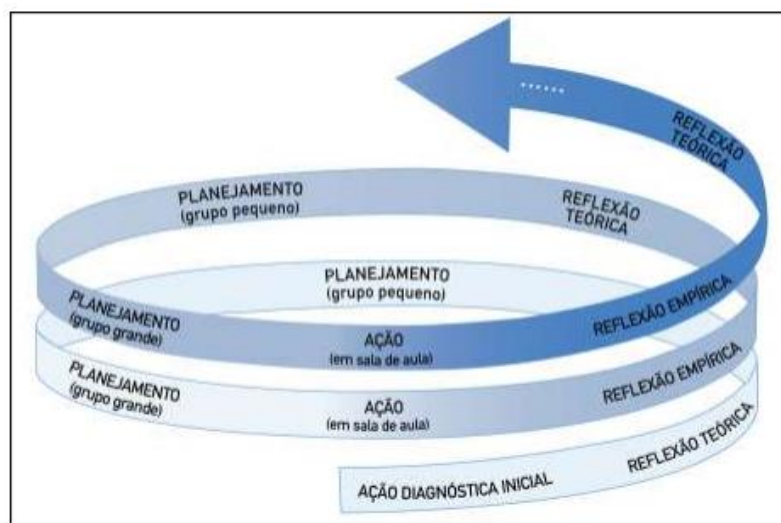 AÇÃO DIAGNÓSTICA INICIAL
REFLEXÃO TEÓRICA
PLANEJAMENTO
(grupo pequeno)
PLANEJAMENTO
(grupo grande)
AÇÃO
(em sala de aula)
REFLEXÃO EMPÍRICA
REFLEXÃO
TEÓRICA
PLANEJAMENTO
(grupo pequeno)
PLANEJAMENTO
(grupo grande)
AÇÃO
(em sala de aula)
REFLEXÃO EMPÍRICA
REFLEXÃO
TEÓRICA
......